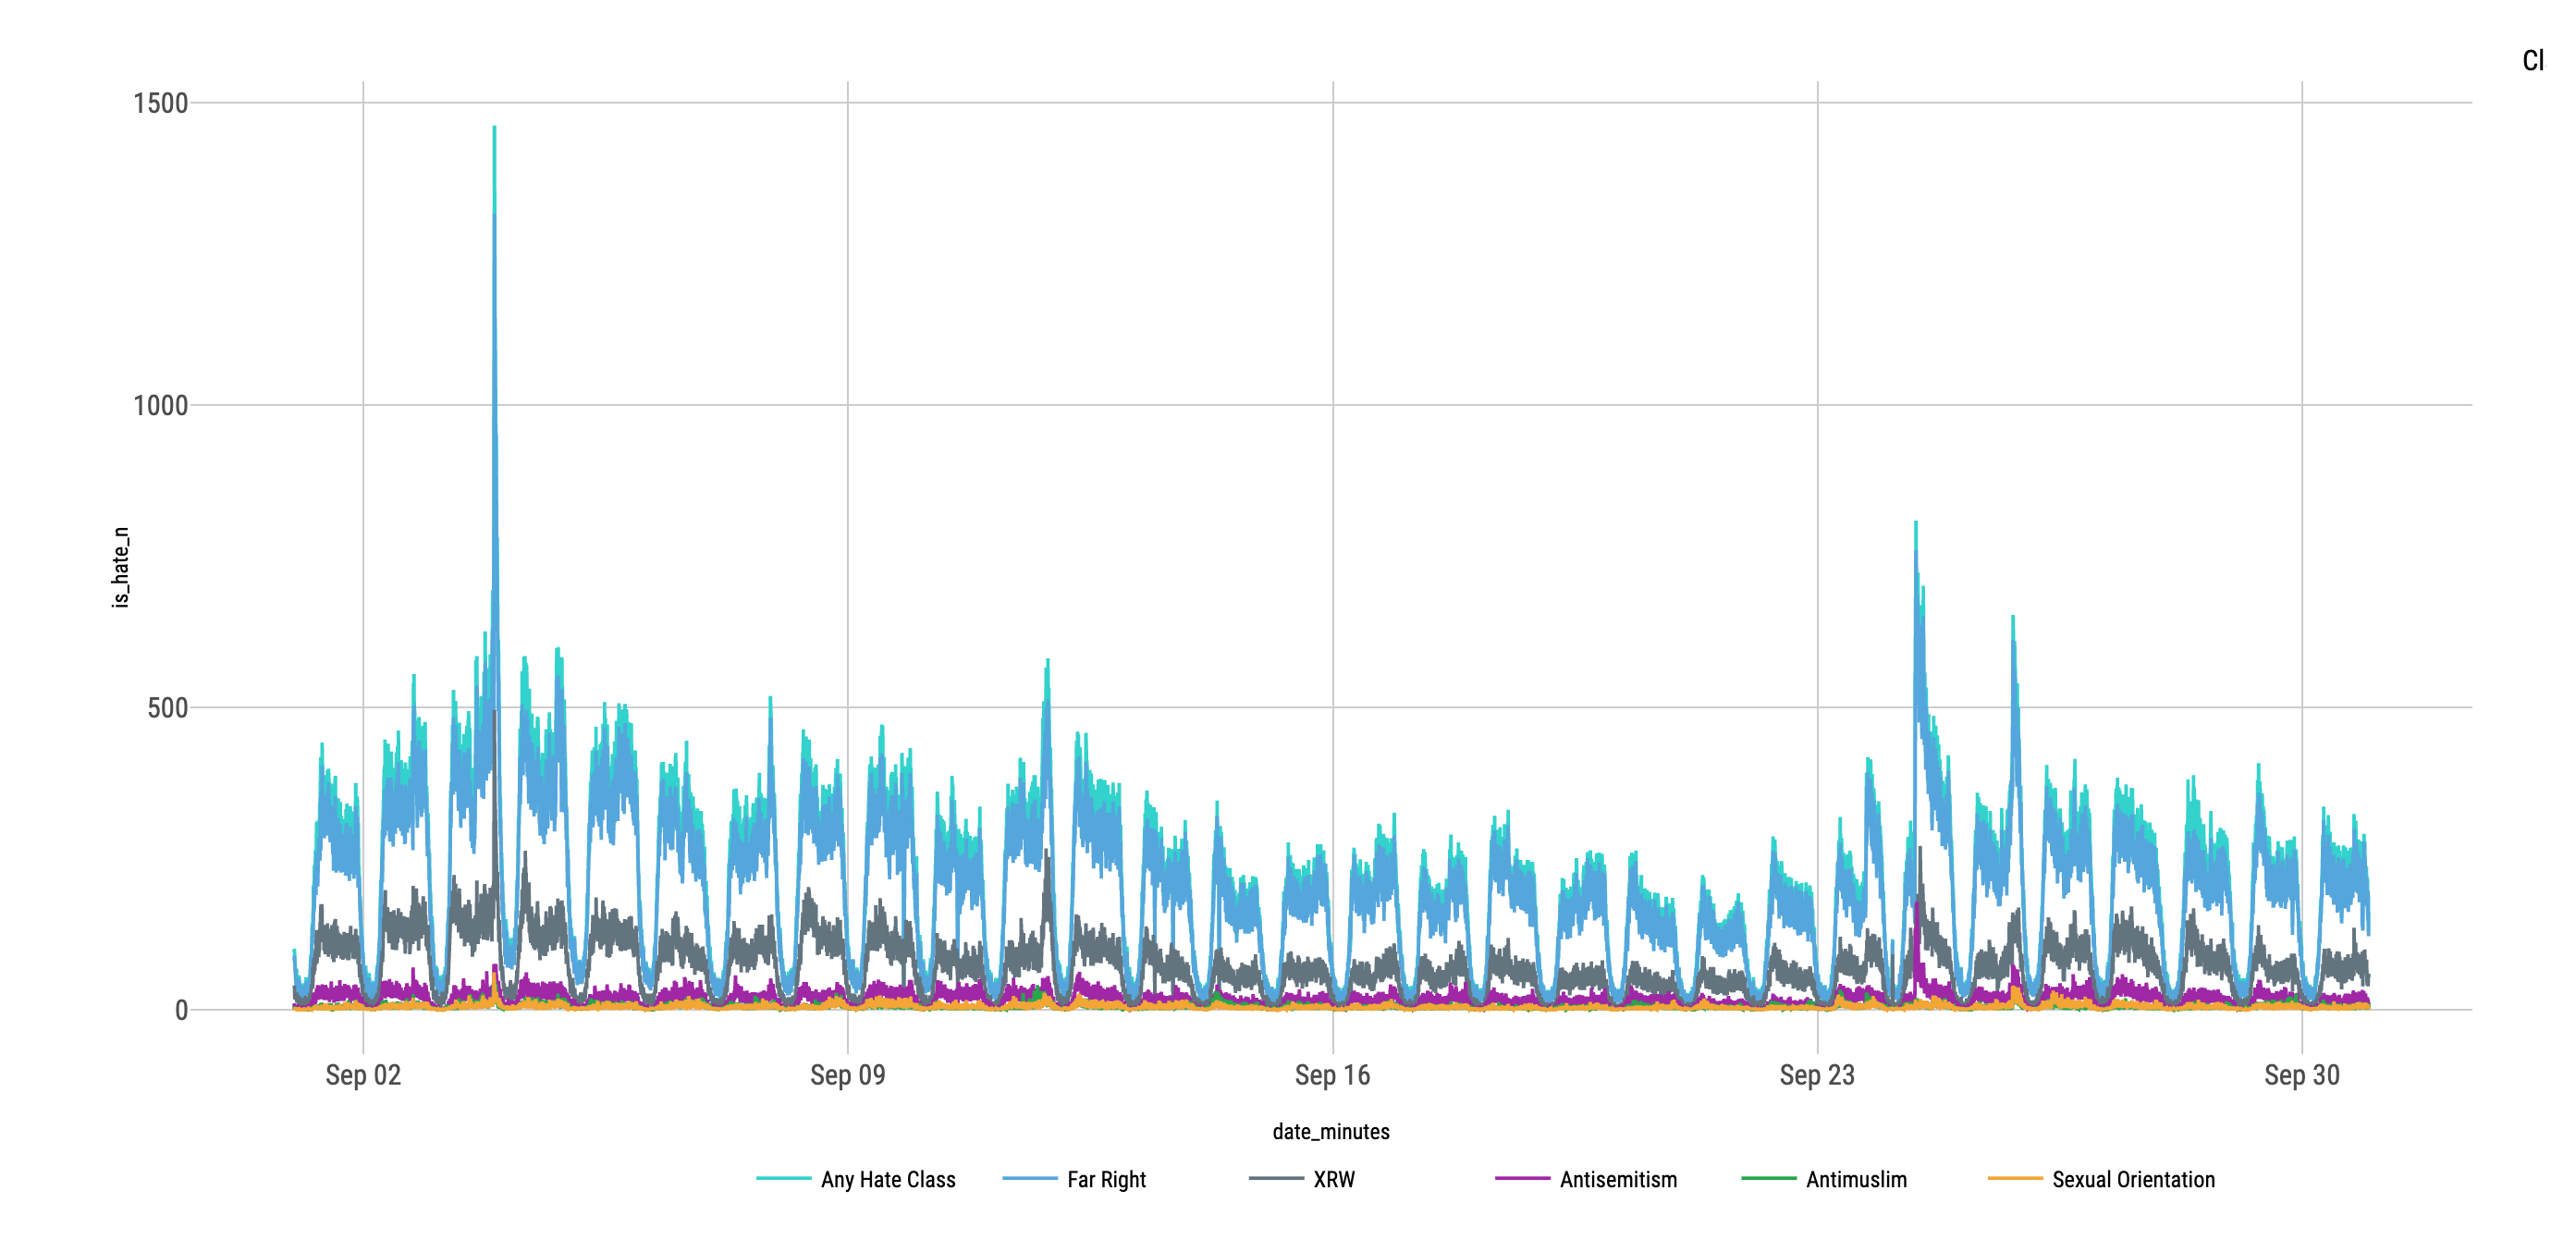 Cl
1500
1000
500
0
is_hate_n
Sep 02
Sep 09
Sep 16
Sep 23
Sep 30
date_minutes
Any Hate Class
Far Right
XRW
Antisemitism
Antimuslim
Sexual Orientation